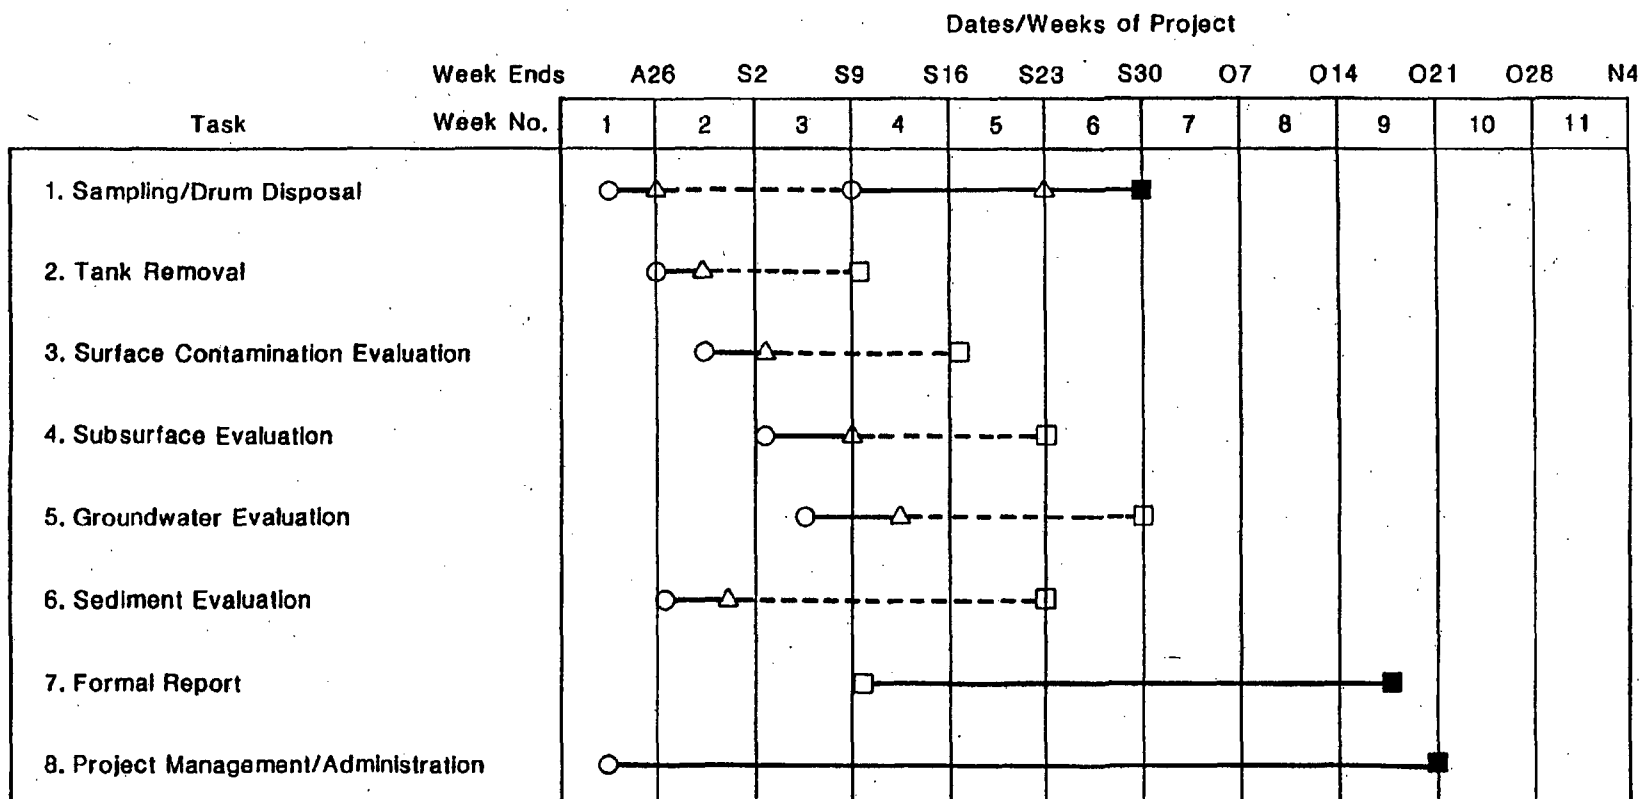 Dates/Weeks of Project
Week Ends A26 S2 S9 S16 S23 S30 O7 O14 O21 O28 N4
Task Week No. 1 2 3 4 5 6 7 8 9 10 11
1. Sampling/Drum Disposal
2. Tank Removal
3. Surface Contamination Evaluation
4. Subsurface Evaluation
5. Groundwater Evaluation
6. Sediment Evaluation
7. Formal Report
8. Project Management/Administration